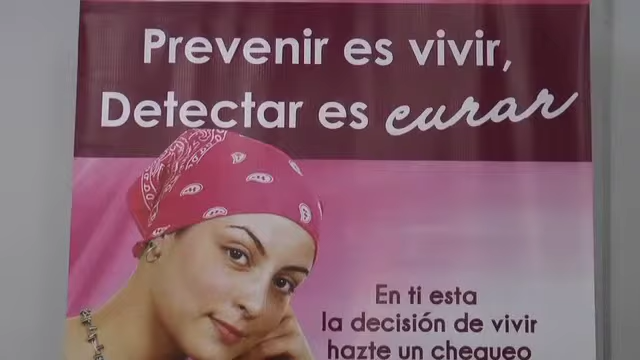 Prevenir es vivir,
Detectar es curar
En ti esta
la decisión de vivir
hazte un chequeo